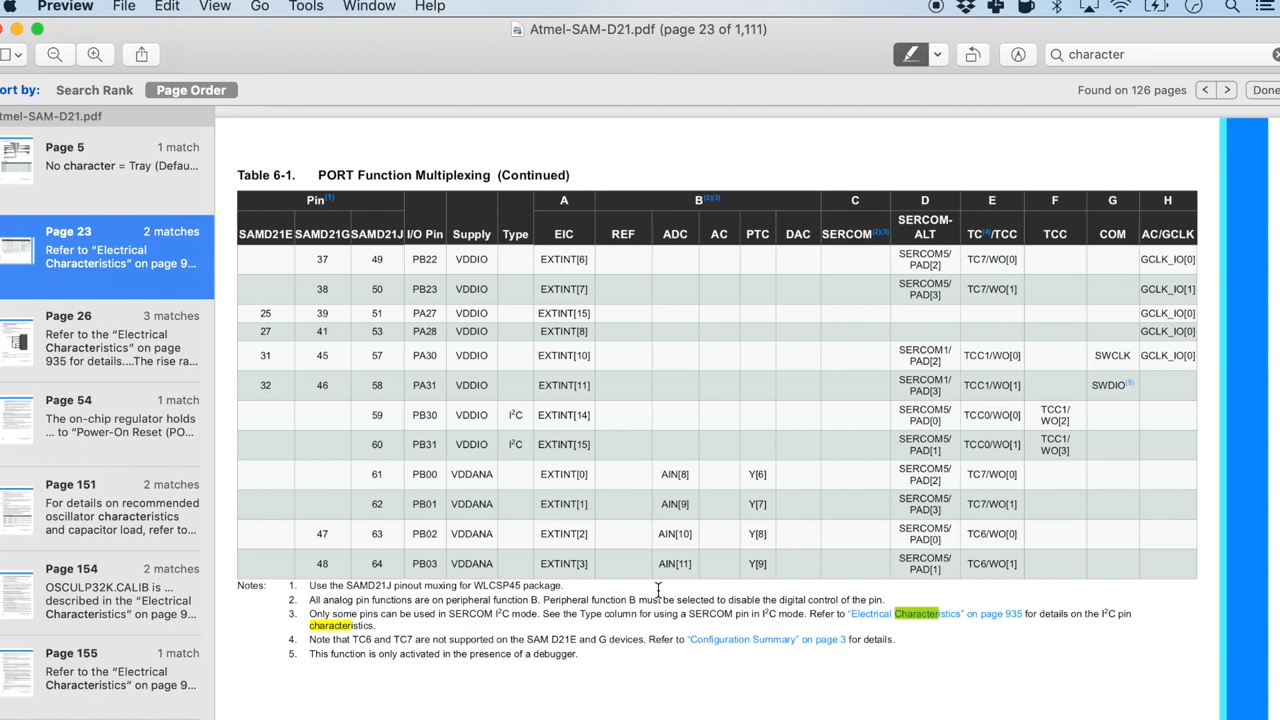 Preview File Edit View Go Tools Window Help
Atmel-SAM-D21.pdf (page 23 of 1,111)
character
ort by: Search Rank Page Order Found on 126 pages < > Done
tmel-SAM-D21.pdf
Page 5 1 match
No character = Tray (Defau...
Page 23 2 matches
Refer to “Electrical
Characteristics” on page 9...
Page 26 3 matches
Refer to the “Electrical
Characteristics” on page
935 for details....The rise ra...
Page 54 1 match
The on-chip regulator holds
... to “Power-On Reset (PO...
Page 151 2 matches
For details on recommended
oscillator characteristics
and capacitor load, refer to...
Page 154 2 matches
OSCULP32K.CALIB is ...
described in the “Electrical
Characteristics” on page 9...
Page 155 1 match
Refer to the “Electrical
Characteristics” on page 9...
Table 6-1. PORT Function Multiplexing (Continued)
Pin(1) A B(2)(3) C D E F G H
SAMD21E SAMD21G SAMD21J I/O Pin Supply Type EIC REF ADC AC PTC DAC SERCOM(2)(3) SERCOM-ALT TC(4)/TCC TCC COM AC/GCLK
37 49 PB22 VDDIO EXTINT[6] SERCOM5/PAD[2] TC7/WO[0] GCLK_IO[0]
38 50 PB23 VDDIO EXTINT[7] SERCOM5/PAD[3] TC7/WO[1] GCLK_IO[1]
25 39 51 PA27 VDDIO EXTINT[15] GCLK_IO[0]
27 41 53 PA28 VDDIO EXTINT[8] GCLK_IO[0]
31 45 57 PA30 VDDIO EXTINT[10] SERCOM1/PAD[2] TCC1/WO[0] SWCLK GCLK_IO[0]
32 46 58 PA31 VDDIO EXTINT[11] SERCOM1/PAD[3] TCC1/WO[1] SWDIO(5)
59 PB30 VDDIO I²C EXTINT[14] SERCOM5/PAD[0] TCC0/WO[0] TCC1/WO[2]
60 PB31 VDDIO I²C EXTINT[15] SERCOM5/PAD[1] TCC0/WO[1] TCC1/WO[3]
61 PB00 VDDANA EXTINT[0] AIN[8] Y[6] SERCOM5/PAD[2] TC7/WO[0]
62 PB01 VDDANA EXTINT[1] AIN[9] Y[7] SERCOM5/PAD[3] TC7/WO[1]
47 63 PB02 VDDANA EXTINT[2] AIN[10] Y[8] SERCOM5/PAD[0] TC6/WO[0]
48 64 PB03 VDDANA EXTINT[3] AIN[11] Y[9] SERCOM5/PAD[1] TC6/WO[1]
Notes: 1. Use the SAMD21J pinout muxing for WLCSP45 package.
2. All analog pin functions are on peripheral function B. Peripheral function B must be selected to disable the digital control of the pin.
3. Only some pins can be used in SERCOM I²C mode. See the Type column for using a SERCOM pin in I²C mode. Refer to “Electrical Characteristics” on page 935 for details on the I²C pin
characteristics.
4. Note that TC6 and TC7 are not supported on the SAM D21E and G devices. Refer to “Configuration Summary” on page 3 for details.
5. This function is only activated in the presence of a debugger.